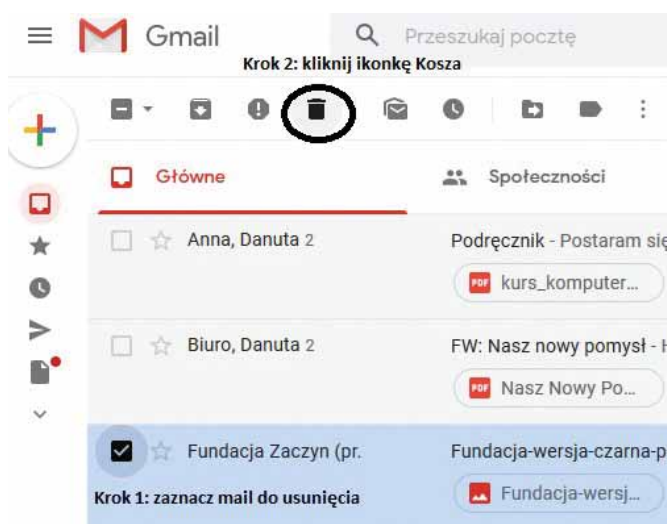 Gmail
Przeszukaj pocztę
Krok 2: kliknij ikonkę Kosza
Główne
Społeczności
Anna, Danuta 2
Podręcznik - Postaram się
PDF kurs_komputer...
Biuro, Danuta 2
FW: Nasz nowy pomysł -
PDF Nasz Nowy Po...
Fundacja Zaczyn (pr.
Fundacja-wersja-czarna-p
Krok 1: zaznacz mail do usunięcia
Fundacja-wersj...